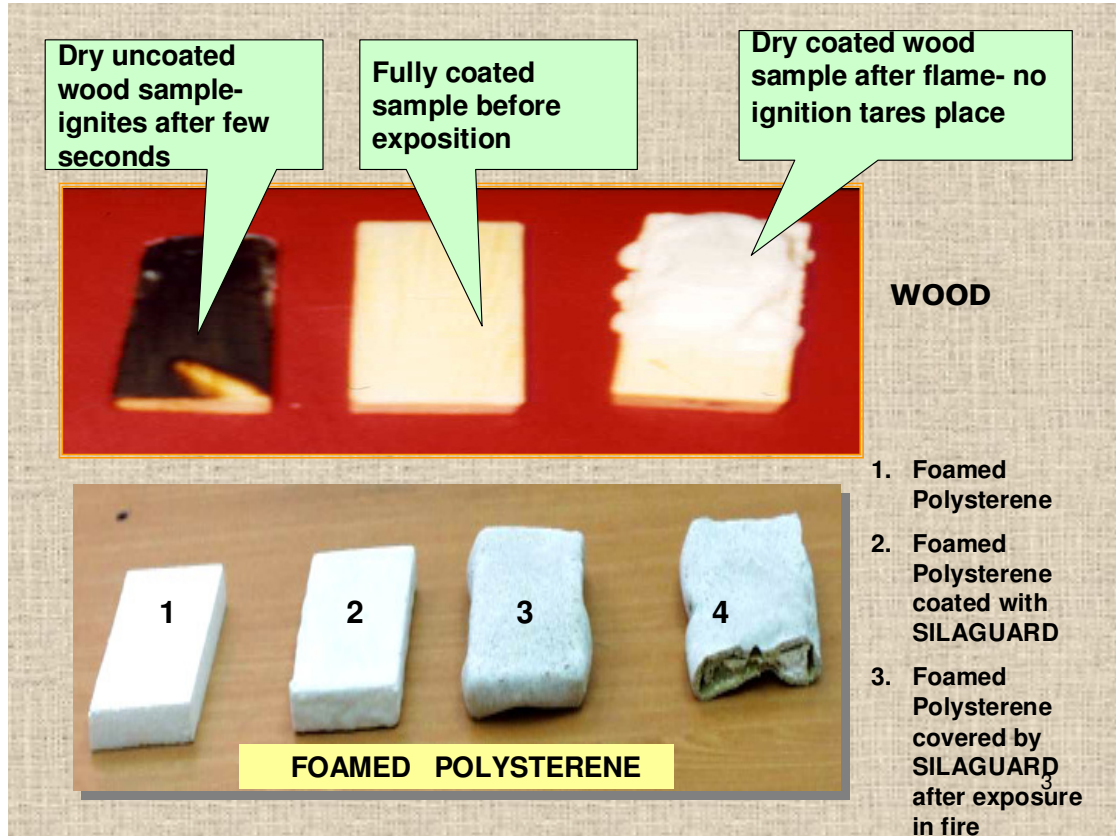 Dry uncoated
wood sample-
ignites after few
seconds
Fully coated
sample before
exposition
Dry coated wood
sample after flame- no
ignition tares place
WOOD
1
2
3
4
FOAMED POLYSTERENE
1. Foamed
Polysterene
2. Foamed
Polysterene
coated with
SILAGUARD
3. Foamed
Polysterene
covered by
SILAGUARD
after exposure
in fire
3